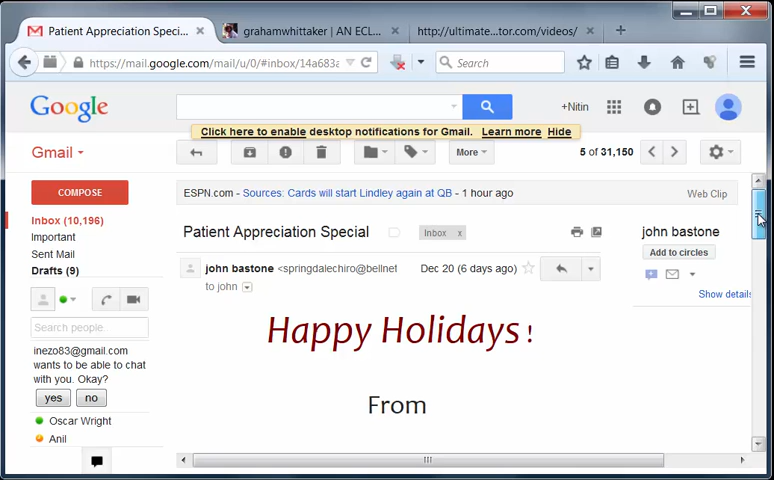 Patient Appreciation Speci...
grahamwhittaker | AN ECL...
http://ultimate...tor.com/videos/
https://mail.google.com/mail/u/0/#inbox/14a683a
Search
Google
+Nitin
Click here to enable desktop notifications for Gmail. Learn more Hide
Gmail
More
5 of 31,150
COMPOSE
ESPN.com - Sources: Cards will start Lindley again at QB - 1 hour ago
Web Clip
Inbox (10,196)
Important
Sent Mail
Drafts (9)
Patient Appreciation Special
Inbox x
john bastone
Add to circles
john bastone <springdalechiro@bellnet
Dec 20 (6 days ago)
to john
Show details
Search people...
Happy Holidays !
inezo83@gmail.com
wants to be able to chat
with you. Okay?
yes no
From
Oscar Wright
Anil